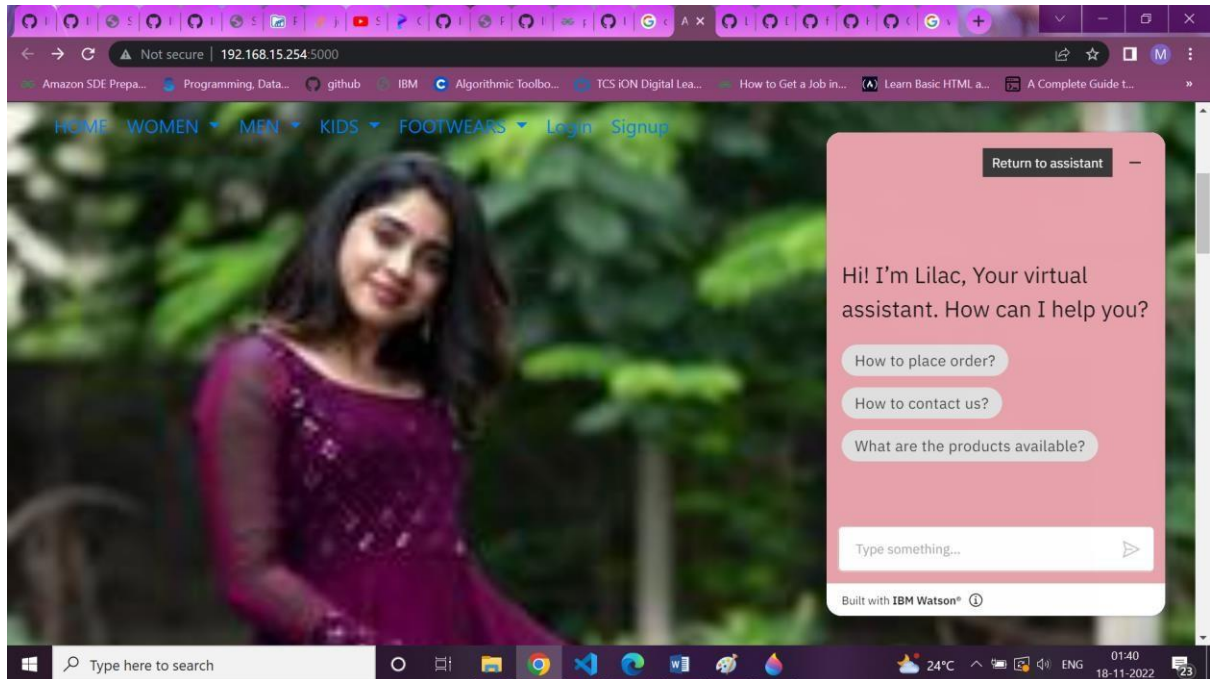 Not secure | 192.168.15.254:5000
Amazon SDE Prepa... Programming, Data... github IBM Algorithmic Toolbo... TCS iON Digital Lea... How to Get a Job in... Learn Basic HTML a... A Complete Guide t... »
HOME WOMEN MEN KIDS FOOTWEARS Login Signup
Return to assistant
Hi! I’m Lilac, Your virtual
assistant. How can I help you?
How to place order?
How to contact us?
What are the products available?
Type something...
Built with IBM Watson®
Type here to search
24°C ENG 01:40
18-11-2022
23